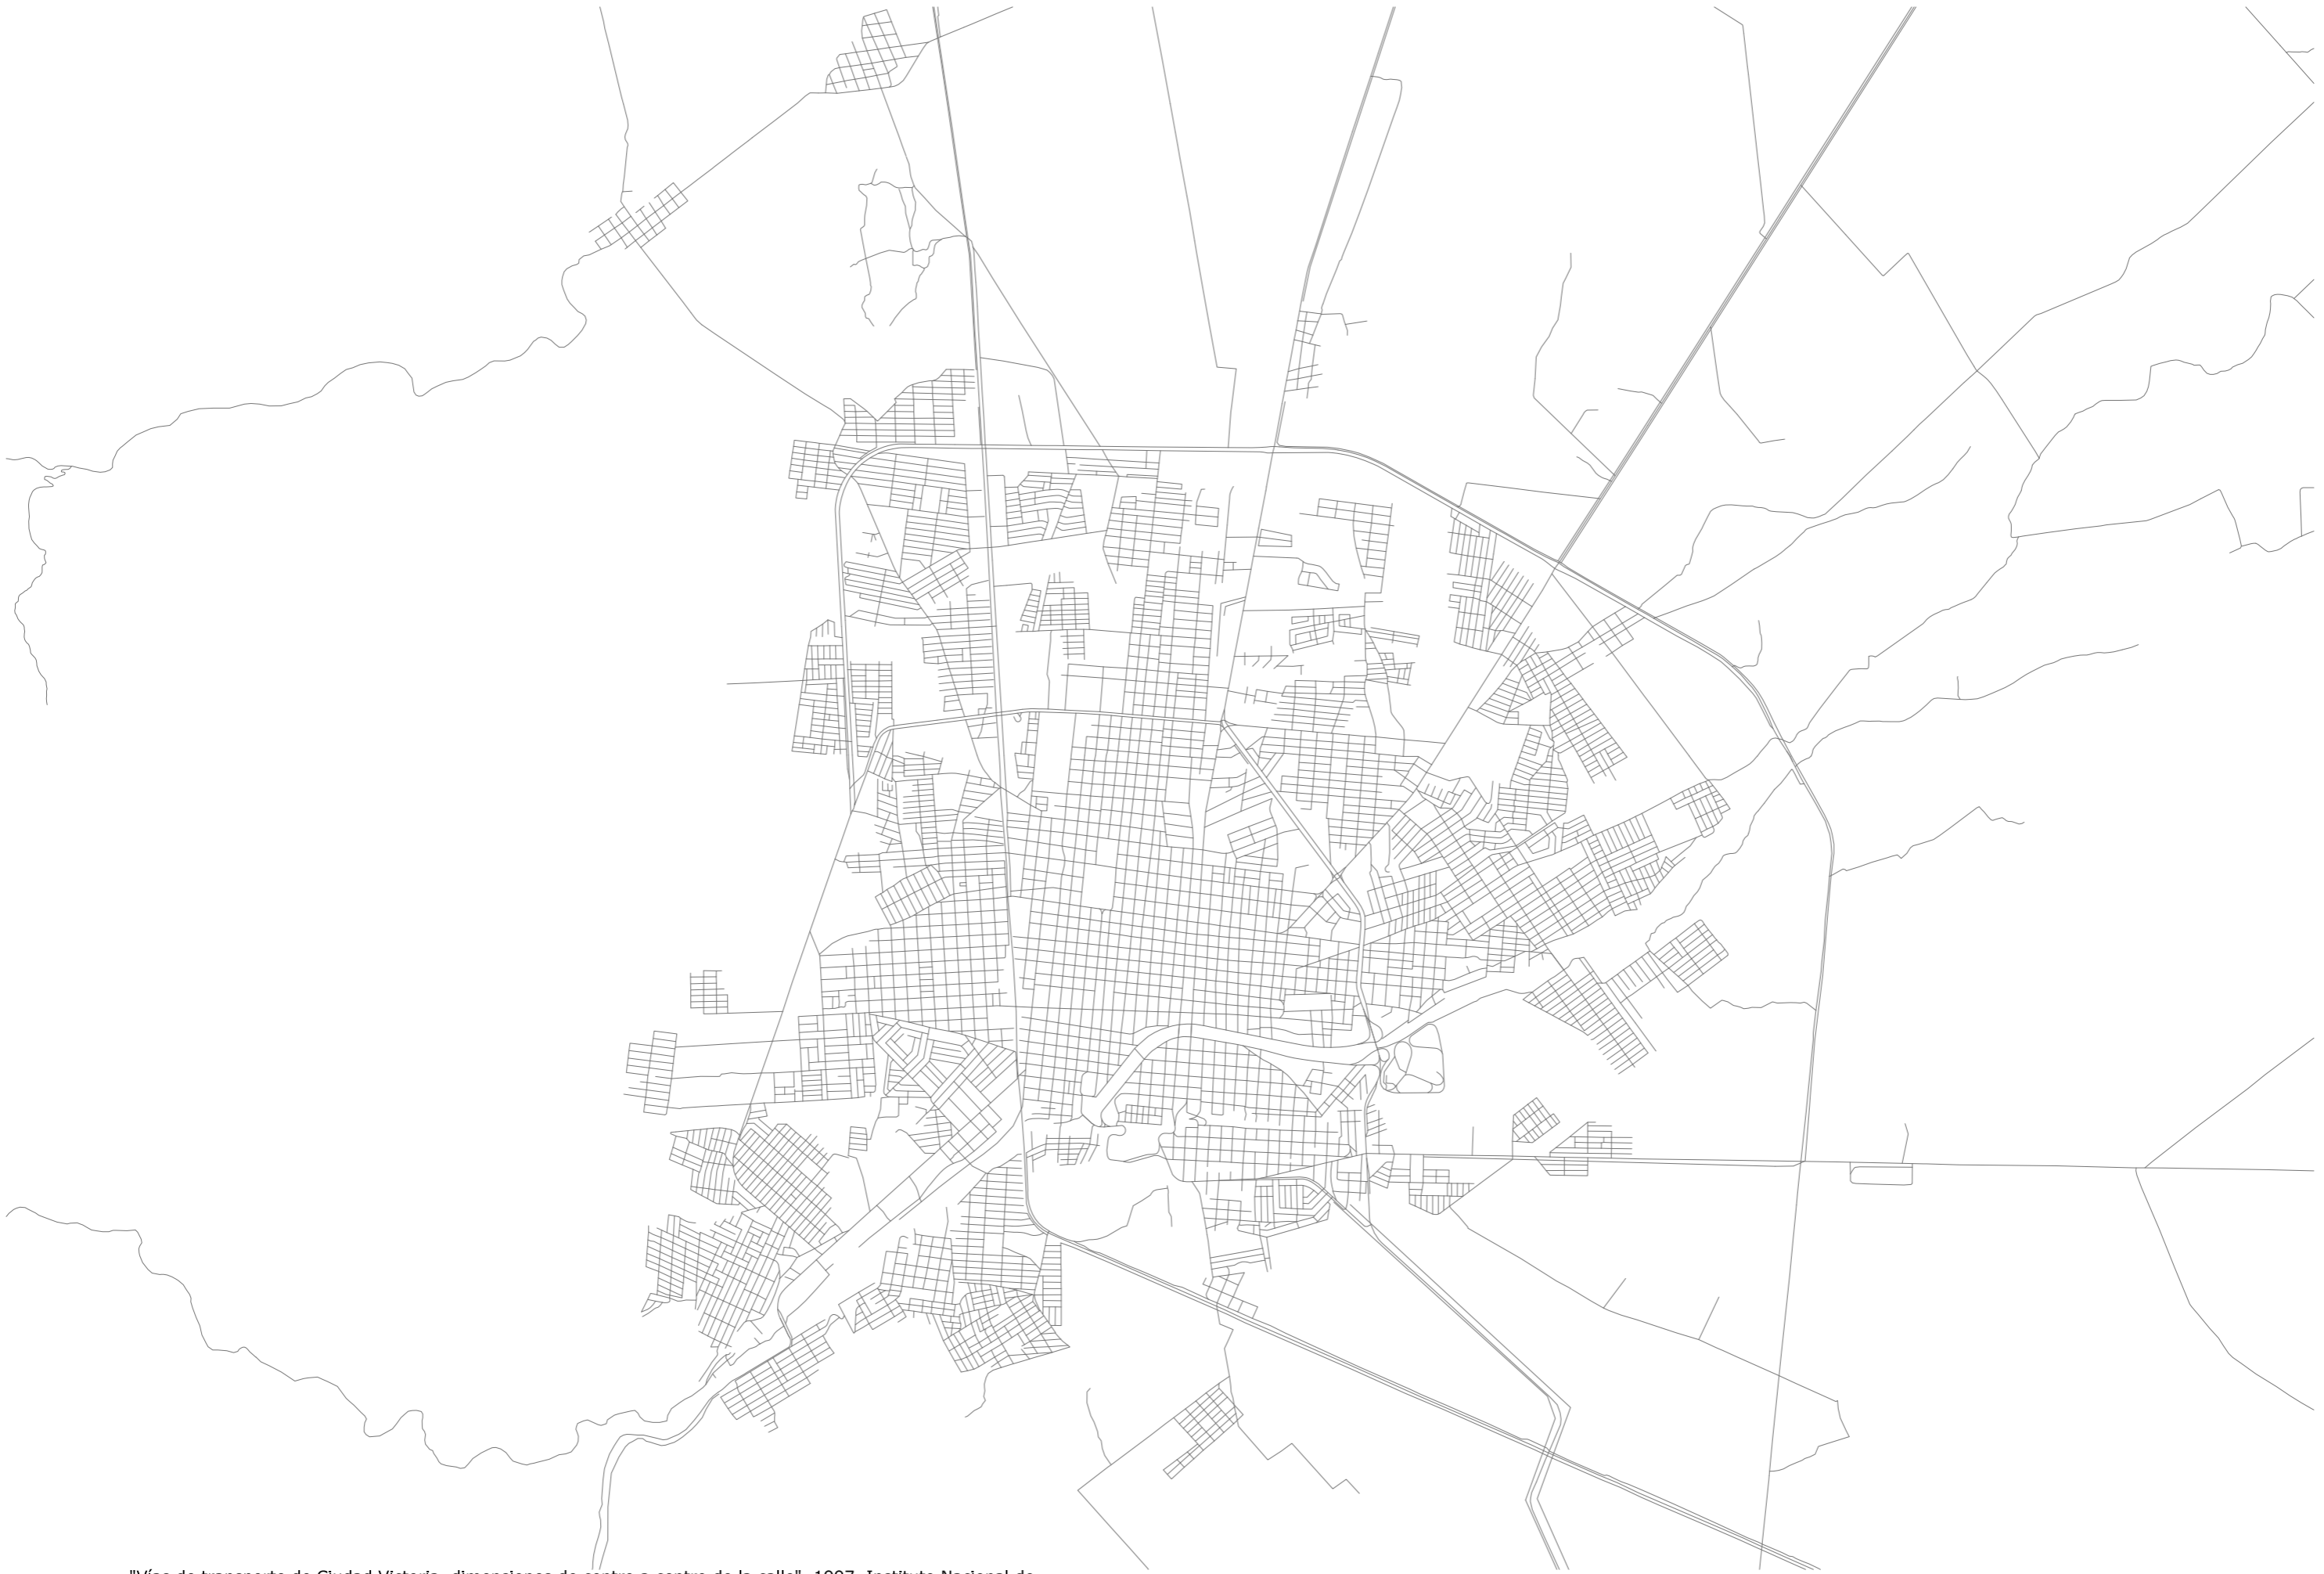 "Vías de transporte de Ciudad Victoria, dimensiones de centro a centro de la calle", 1997, Instituto Nacional de